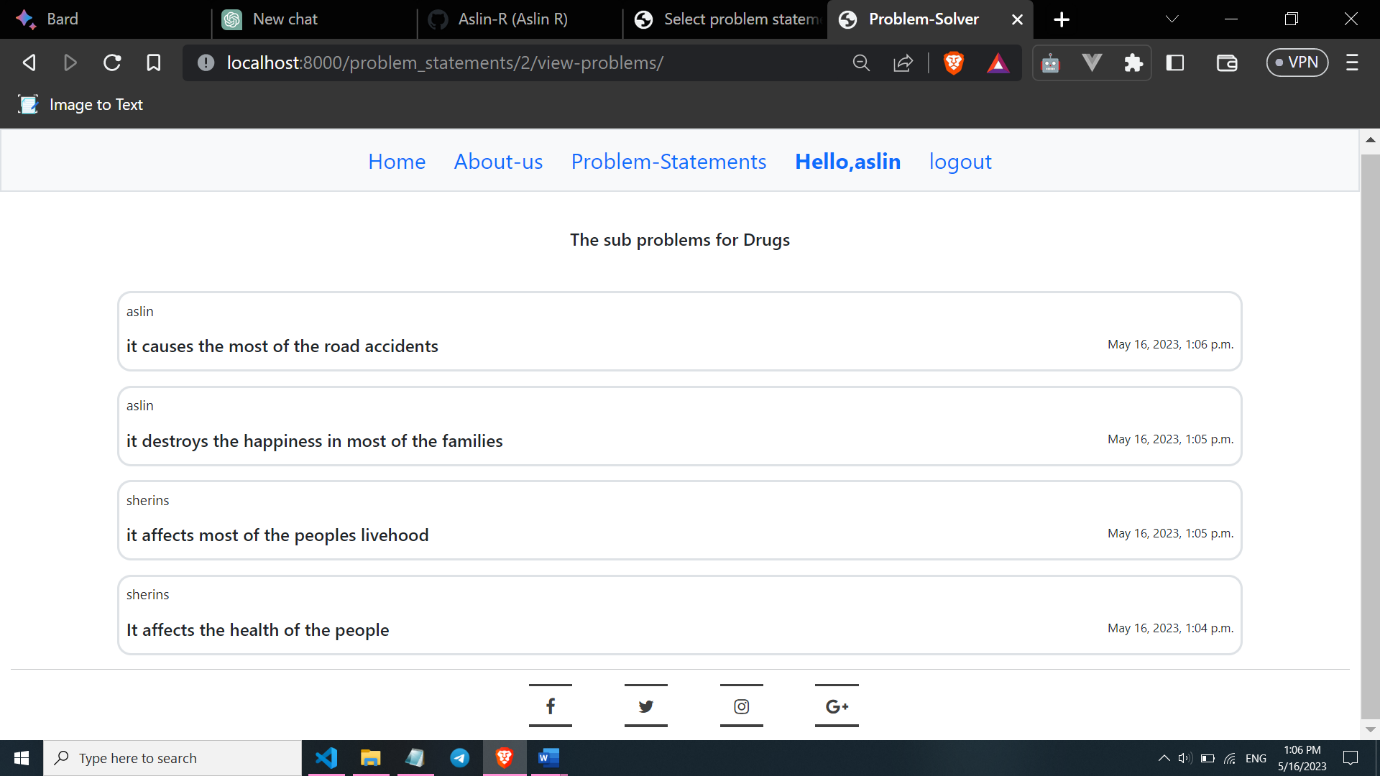 Bard
New chat
Aslin-R (Aslin R)
Select problem statem
Problem-Solver
localhost:8000/problem_statements/2/view-problems/
VPN
Image to Text
Home About-us Problem-Statements Hello,aslin logout
The sub problems for Drugs
aslin
it causes the most of the road accidents
May 16, 2023, 1:06 p.m.
aslin
it destroys the happiness in most of the families
May 16, 2023, 1:05 p.m.
sherins
it affects most of the peoples livehood
May 16, 2023, 1:05 p.m.
sherins
It affects the health of the people
May 16, 2023, 1:04 p.m.
G+
Type here to search
ENG
1:06 PM
5/16/2023